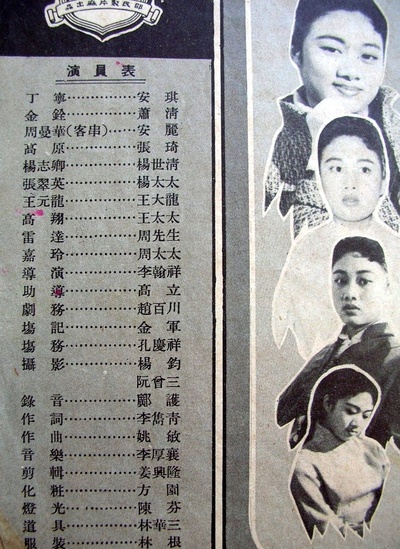 演員表
丁寧……………安琪
金銓……………蕭清
周曼華(客串)……安麗
高原……………張琦
楊志卿…………楊世清
張翠英…………楊太太
王元龍…………王大龍
高翔……………王太太
雷達……………周先生
嘉玲……………周太太
導演……………李翰祥
助導……………高立
劇務……………趙百川
場記……………金軍
場務……………孔慶祥
攝影……………楊鈞
阮曾三
錄音……………鄺護
作詞……………李雋青
作曲……………姚敏
音樂……………李厚襄
剪輯……………姜興隆
化粧……………方圓
燈光……………陳芬
道具……………林華三
服裝……………林根